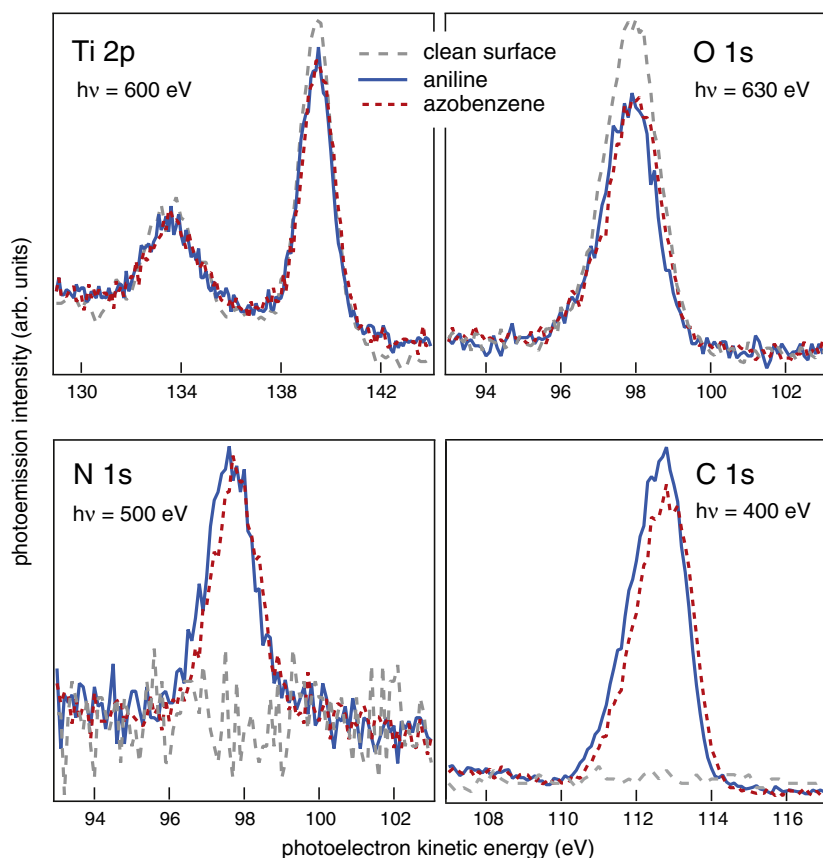 Ti 2p
hν = 600 eV
clean surface
aniline
azobenzene
O 1s
hν = 630 eV
130 134 138 142
94 96 98 100 102
photoemission intensity (arb. units)
N 1s
hν = 500 eV
C 1s
hν = 400 eV
94 96 98 100 102
108 110 112 114 116
photoelectron kinetic energy (eV)